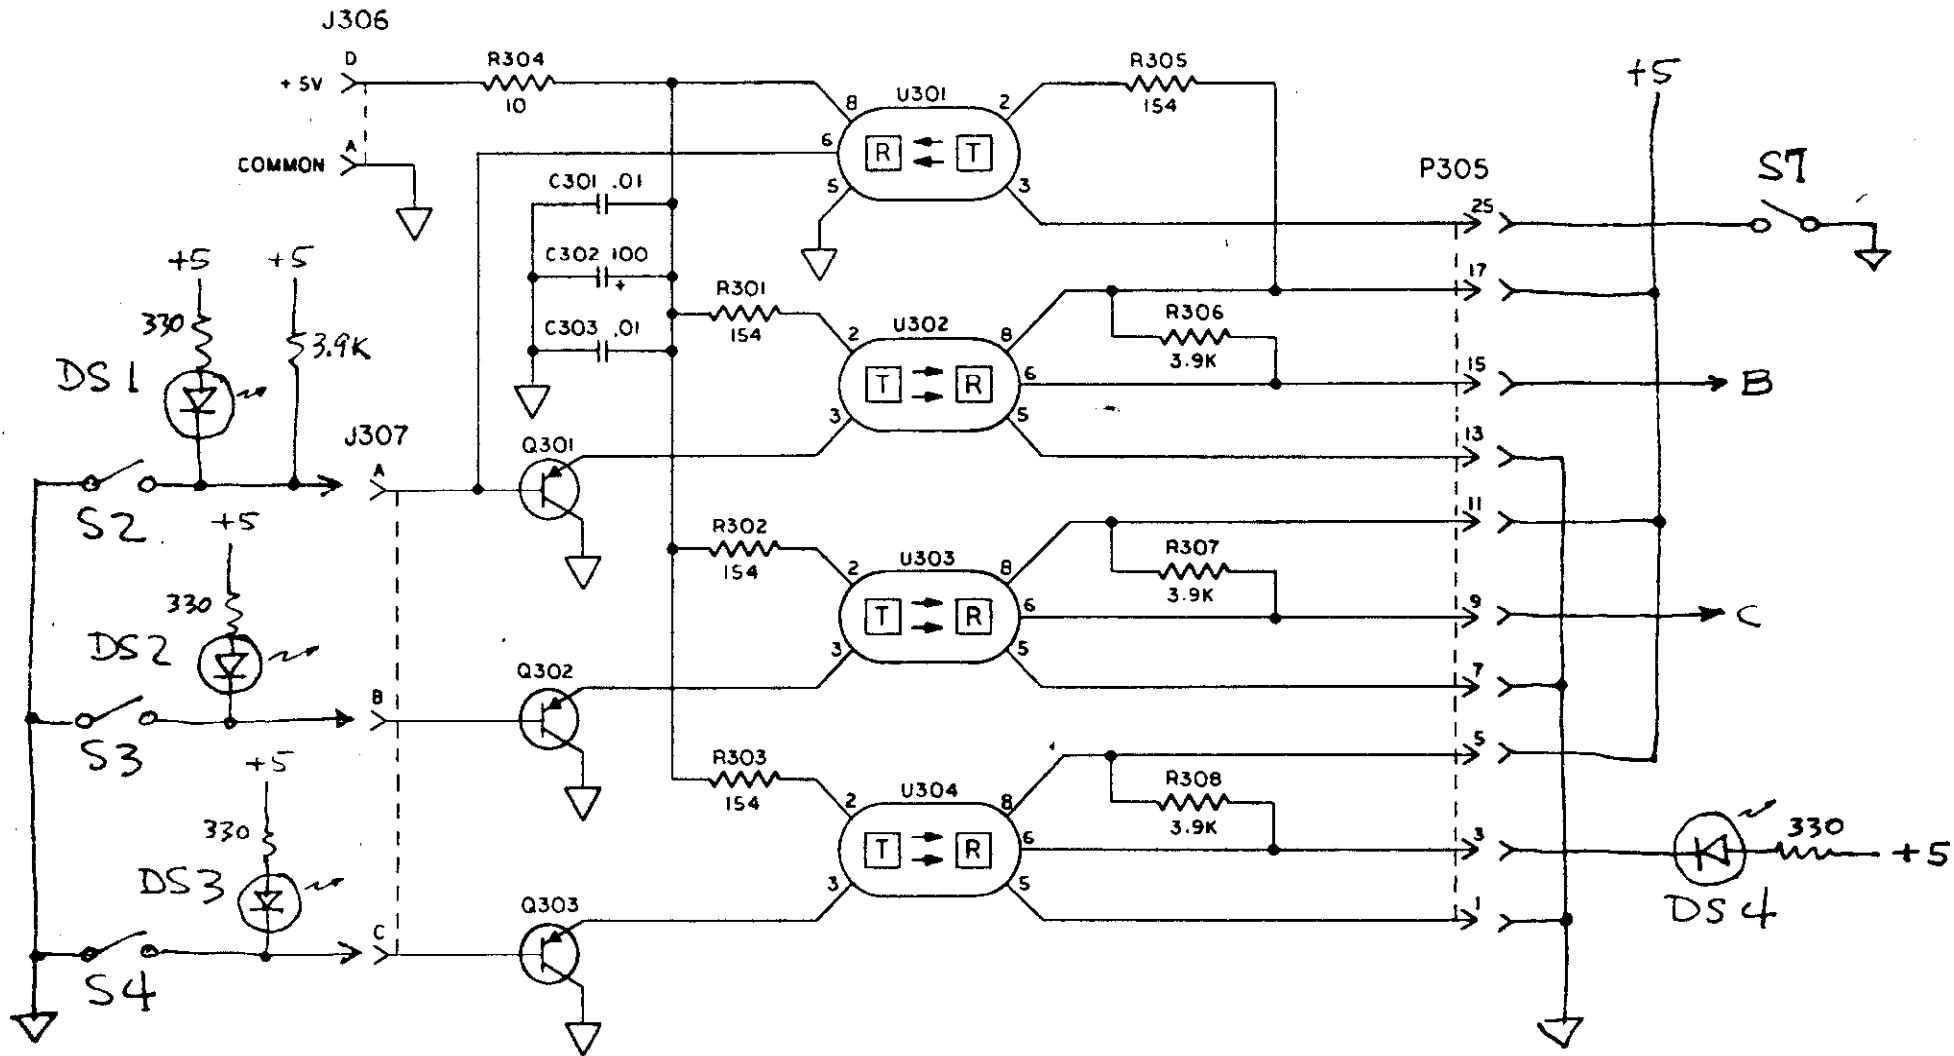 J306
D
+5V
R304
10
A
COMMON
8
U301
2
6
R
T
5
3
R305
154
+5
P305
25
S7
C301 .01
C302 100
+
C303 .01
R301
154
2
U302
8
T
R
6
3
5
17
R306
3.9K
15
B
13
+5
+5
330
3.9K
DS1
J307
A
Q301
S2
R302
154
2
U303
8
T
R
6
3
5
11
R307
3.9K
9
C
7
+5
330
DS2
B
Q302
S3
R303
154
2
U304
8
T
R
6
3
5
5
R308
3.9K
3
330
+5
DS4
1
+5
330
DS3
C
Q303
S4